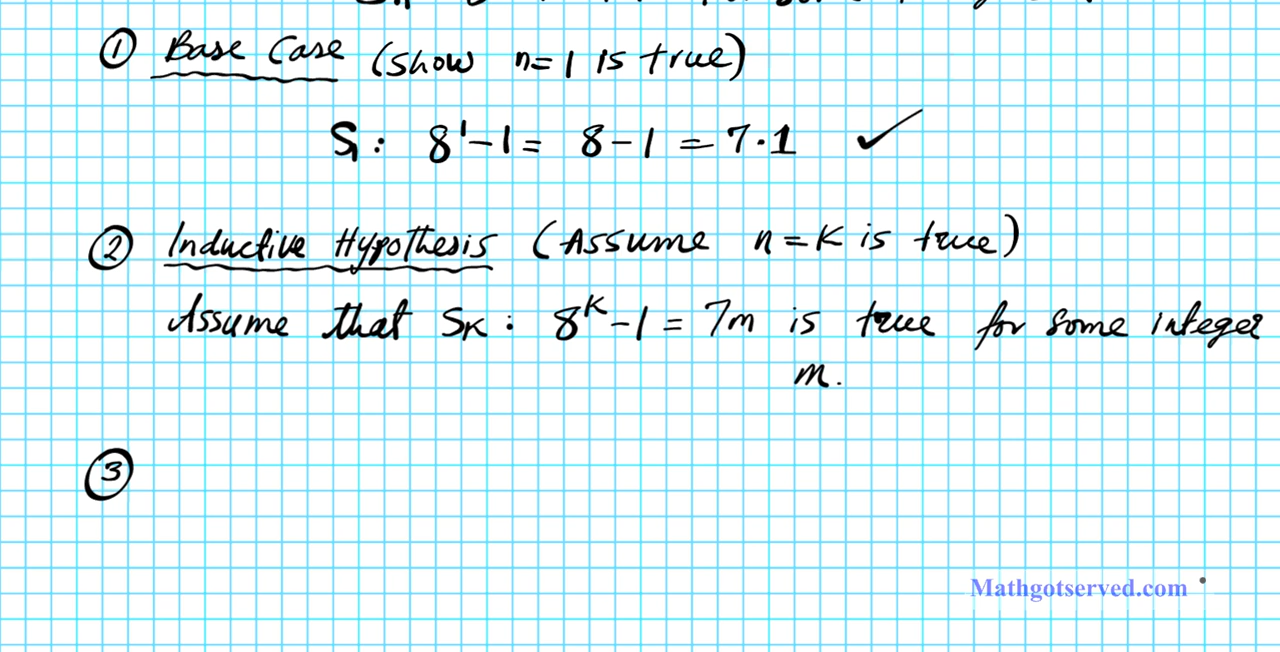 ① Base Case (show n=1 is true)
S₁: 8¹-1= 8-1 =7·1 ✓
② Inductive Hypothesis (Assume n=K is true)
Assume that Sₖ: 8ᴷ-1=7m is true for some integer
m.
③
Mathgotserved.com